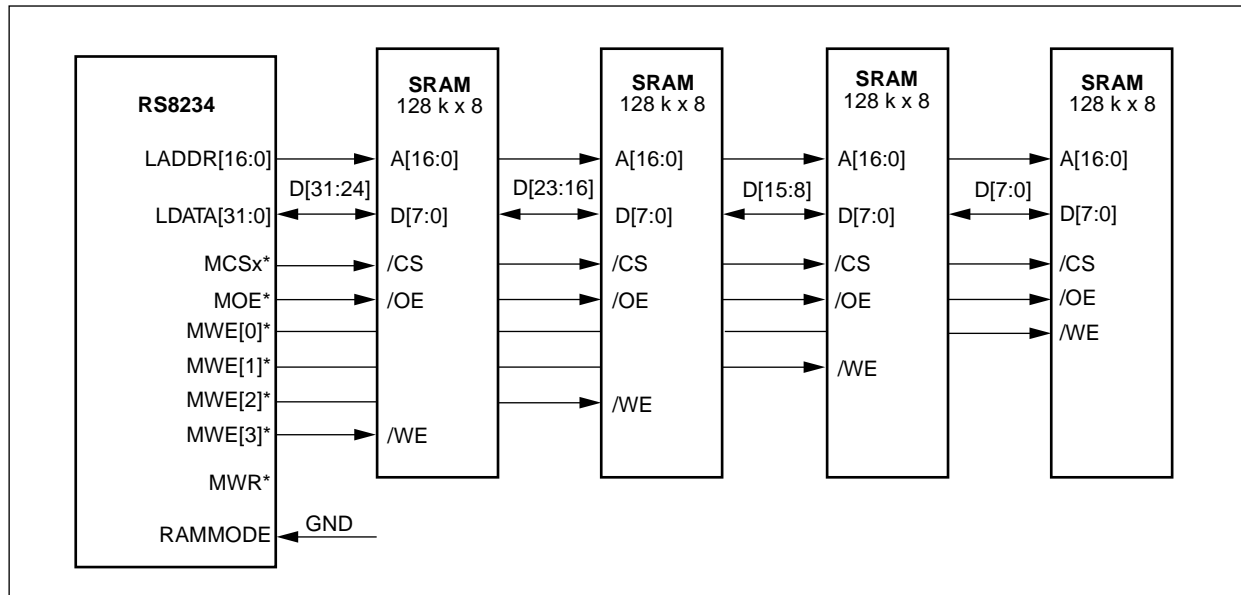 RS8234
LADDR[16:0]
LDATA[31:0]
MCSx*
MOE*
MWE[0]*
MWE[1]*
MWE[2]*
MWE[3]*
MWR*
RAMMODE
GND
D[31:24]
SRAM
128 k x 8
A[16:0]
D[7:0]
/CS
/OE
/WE
D[23:16]
SRAM
128 k x 8
A[16:0]
D[7:0]
/CS
/OE
/WE
D[15:8]
SRAM
128 k x 8
A[16:0]
D[7:0]
/CS
/OE
/WE
D[7:0]
SRAM
128 k x 8
A[16:0]
D[7:0]
/CS
/OE
/WE